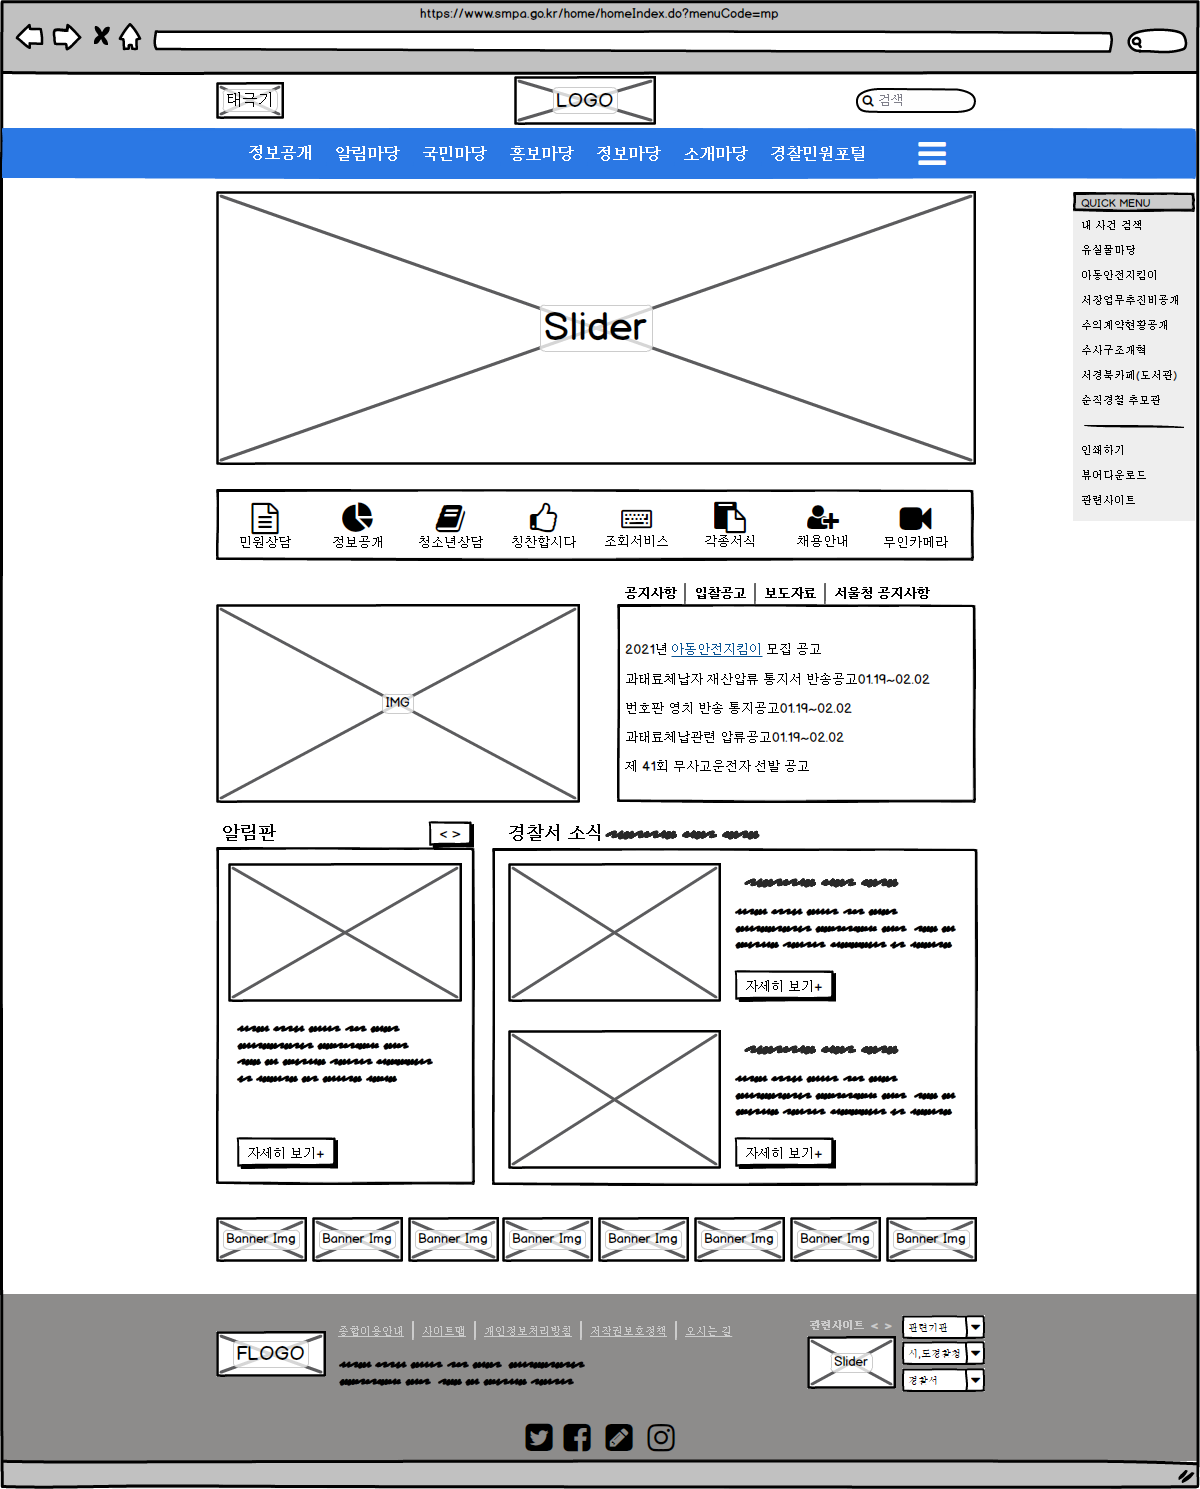 https://www.smpa.go.kr/home/homeIndex.do?menuCode=mp
태극기
LOGO
검색
정보공개 알림마당 국민마당 홍보마당 정보마당 소개마당 경찰민원포털
Slider
QUICK MENU
내 사건 검색
유실물마당
아동안전지킴이
서장업무추진비공개
수의계약현황공개
수사구조개혁
서경북카페(도서관)
순직경찰 추모관
인쇄하기
뷰어다운로드
관련사이트
민원상담 정보공개 청소년상담 칭찬합시다 조회서비스 각종서식 채용안내 무인카메라
공지사항 입찰공고 보도자료 서울청 공지사항
IMG
2021년 아동안전지킴이 모집 공고
과태료체납자 재산압류 통지서 반송공고01.19~02.02
번호판 영치 반송 통지공고01.19~02.02
과태료체납관련 압류공고01.19~02.02
제 41회 무사고운전자 선발 공고
알림판
< >
자세히 보기+
경찰서 소식
자세히 보기+
자세히 보기+
Banner Img Banner Img Banner Img Banner Img Banner Img Banner Img Banner Img Banner Img
FLOGO
종합이용안내 사이트맵 개인정보처리방침 저작권보호정책 오시는 길
관련사이트 < >
Slider
관련기관
시,도경찰청
경찰서